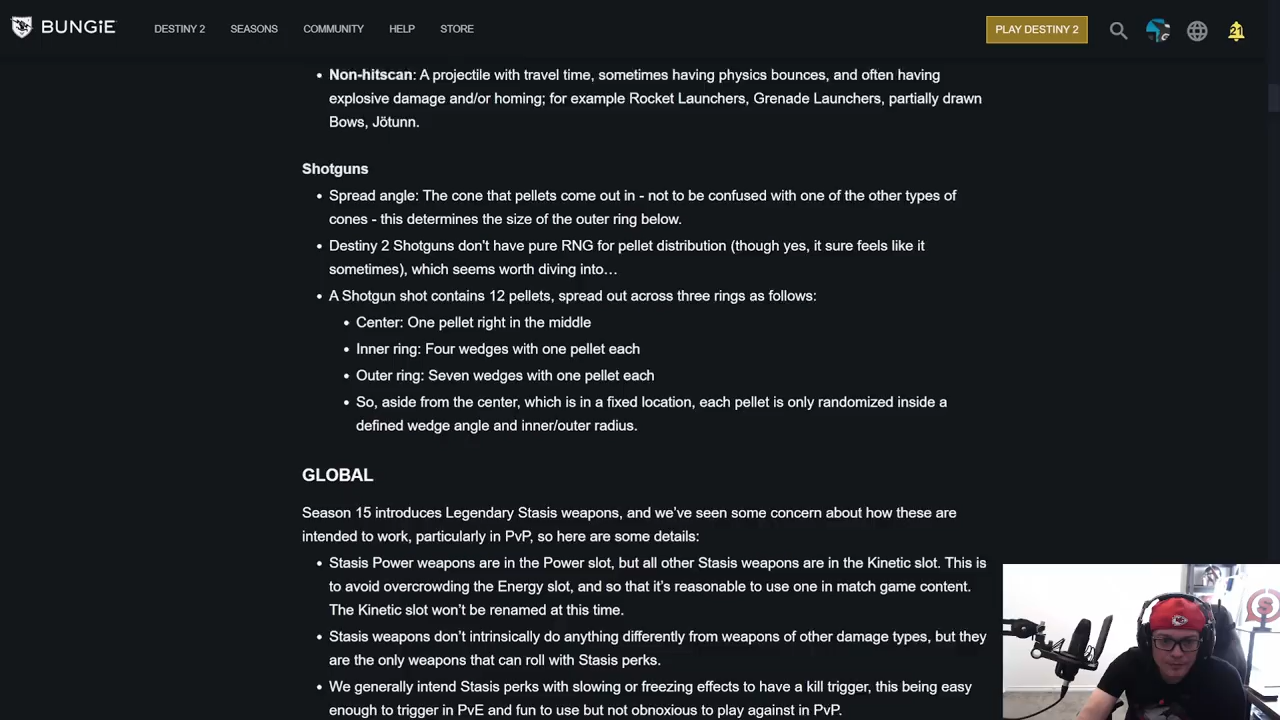 BUNGiE DESTINY 2 SEASONS COMMUNITY HELP STORE PLAY DESTINY 2 21
Non-hitscan: A projectile with travel time, sometimes having physics bounces, and often having
explosive damage and/or homing; for example Rocket Launchers, Grenade Launchers, partially drawn
Bows, Jötunn.
Shotguns
Spread angle: The cone that pellets come out in - not to be confused with one of the other types of
cones - this determines the size of the outer ring below.
Destiny 2 Shotguns don't have pure RNG for pellet distribution (though yes, it sure feels like it
sometimes), which seems worth diving into…
A Shotgun shot contains 12 pellets, spread out across three rings as follows:
Center: One pellet right in the middle
Inner ring: Four wedges with one pellet each
Outer ring: Seven wedges with one pellet each
So, aside from the center, which is in a fixed location, each pellet is only randomized inside a
defined wedge angle and inner/outer radius.
GLOBAL
Season 15 introduces Legendary Stasis weapons, and we’ve seen some concern about how these are
intended to work, particularly in PvP, so here are some details:
Stasis Power weapons are in the Power slot, but all other Stasis weapons are in the Kinetic slot. This is
to avoid overcrowding the Energy slot, and so that it’s reasonable to use one in match game content.
The Kinetic slot won’t be renamed at this time.
Stasis weapons don’t intrinsically do anything differently from weapons of other damage types, but they
are the only weapons that can roll with Stasis perks.
We generally intend Stasis perks with slowing or freezing effects to have a kill trigger, this being easy
enough to trigger in PvE and fun to use but not obnoxious to play against in PvP.